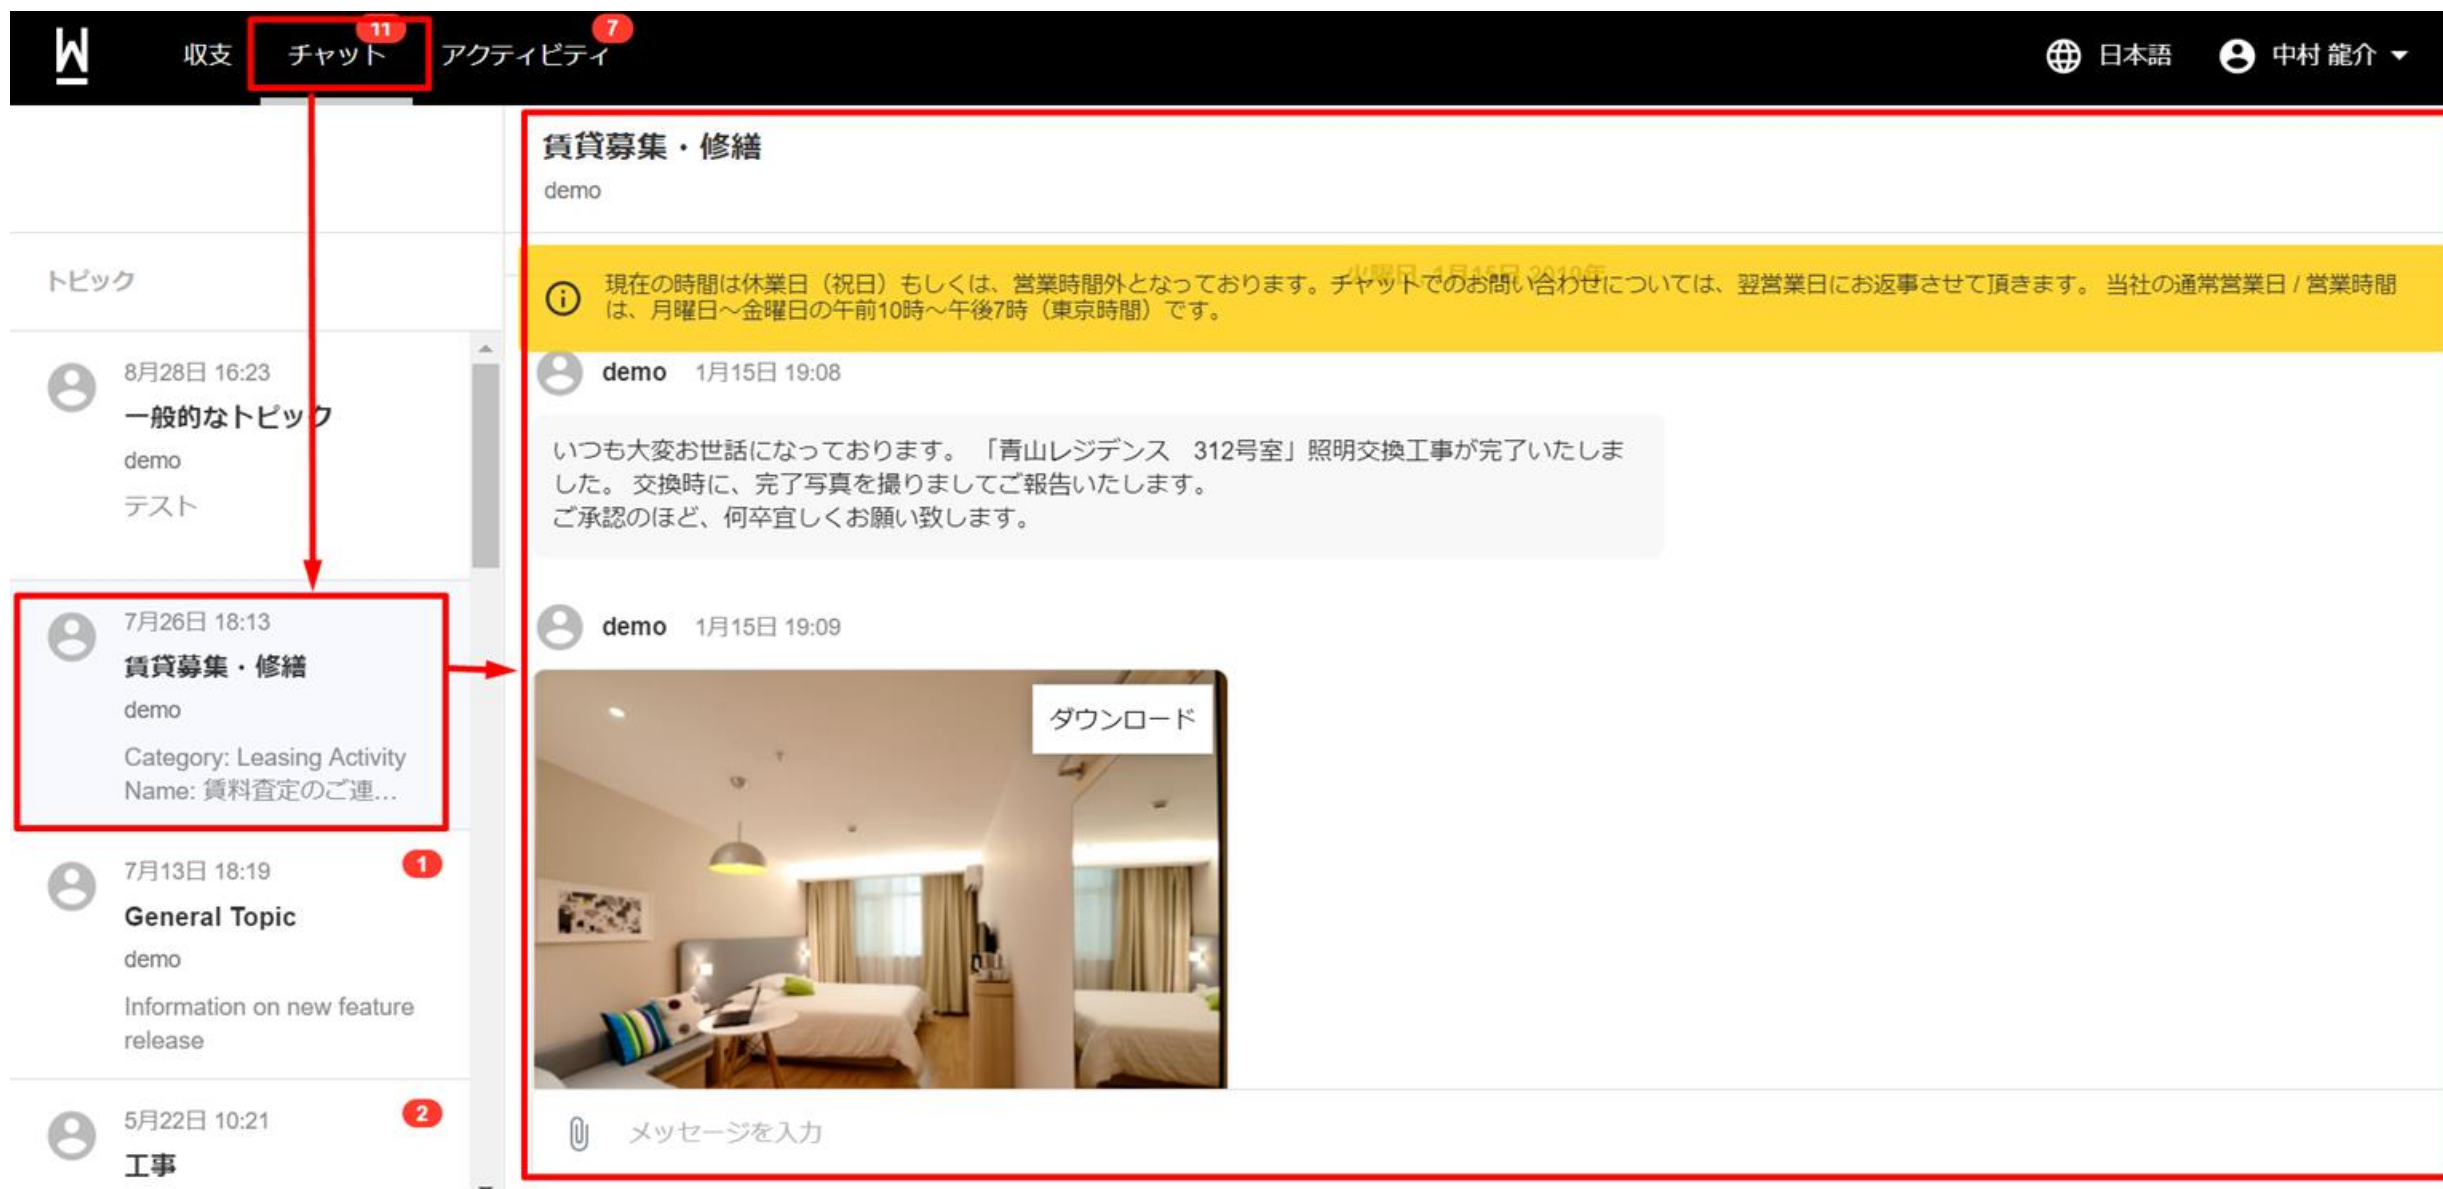 W 収支 チャット 11 アクティビティ 7 日本語 中村 龍介
賃貸募集・修繕
demo
トピック
8月28日 16:23
一般的なトピック
demo
テスト
7月26日 18:13
賃貸募集・修繕
demo
Category: Leasing Activity
Name: 賃料査定のご連…
7月13日 18:19 1
General Topic
demo
Information on new feature
release
5月22日 10:21 2
工事
火曜日, 1月15日 2019年
現在の時間は休業日（祝日）もしくは、営業時間外となっております。チャットでのお問い合わせについては、翌営業日にお返事させて頂きます。 当社の通常営業日 / 営業時間
は、月曜日～金曜日の午前10時～午後7時（東京時間）です。
demo 1月15日 19:08
いつも大変お世話になっております。 「青山レジデンス　312号室」照明交換工事が完了いたしま
した。 交換時に、完了写真を撮りましてご報告いたします。
ご承認のほど、何卒宜しくお願い致します。
demo 1月15日 19:09
ダウンロード
メッセージを入力